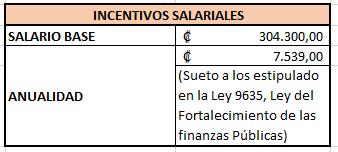 INCENTIVOS SALARIALES
SALARIO BASE ₡ 304.300,00
₡ 7.539,00
ANUALIDAD
(Sueto a los estipulado
en la Ley 9635, Ley del
Fortalecimiento de las
finanzas Públicas)